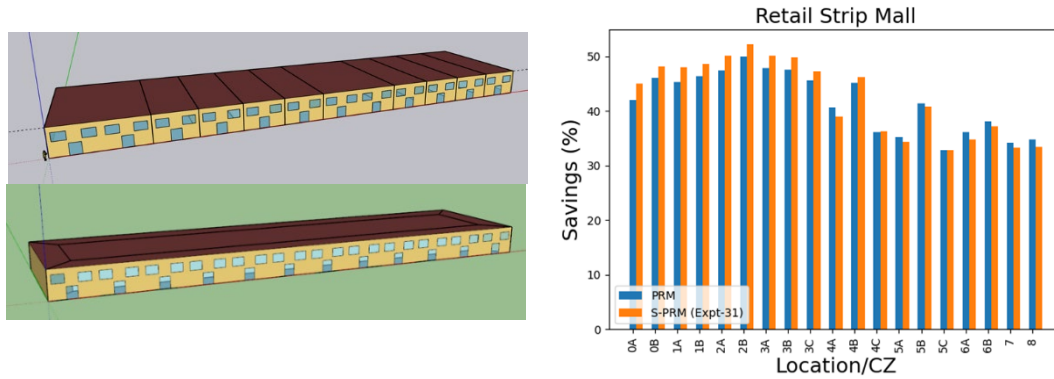 Retail Strip Mall
Savings (%)
50
40
30
20
10
0
PRM
S-PRM (Expt-31)
0A
0B
1A
1B
2A
2B
3A
3B
3C
4A
4B
4C
5A
5B
5C
6A
6B
7
8
Location/CZ